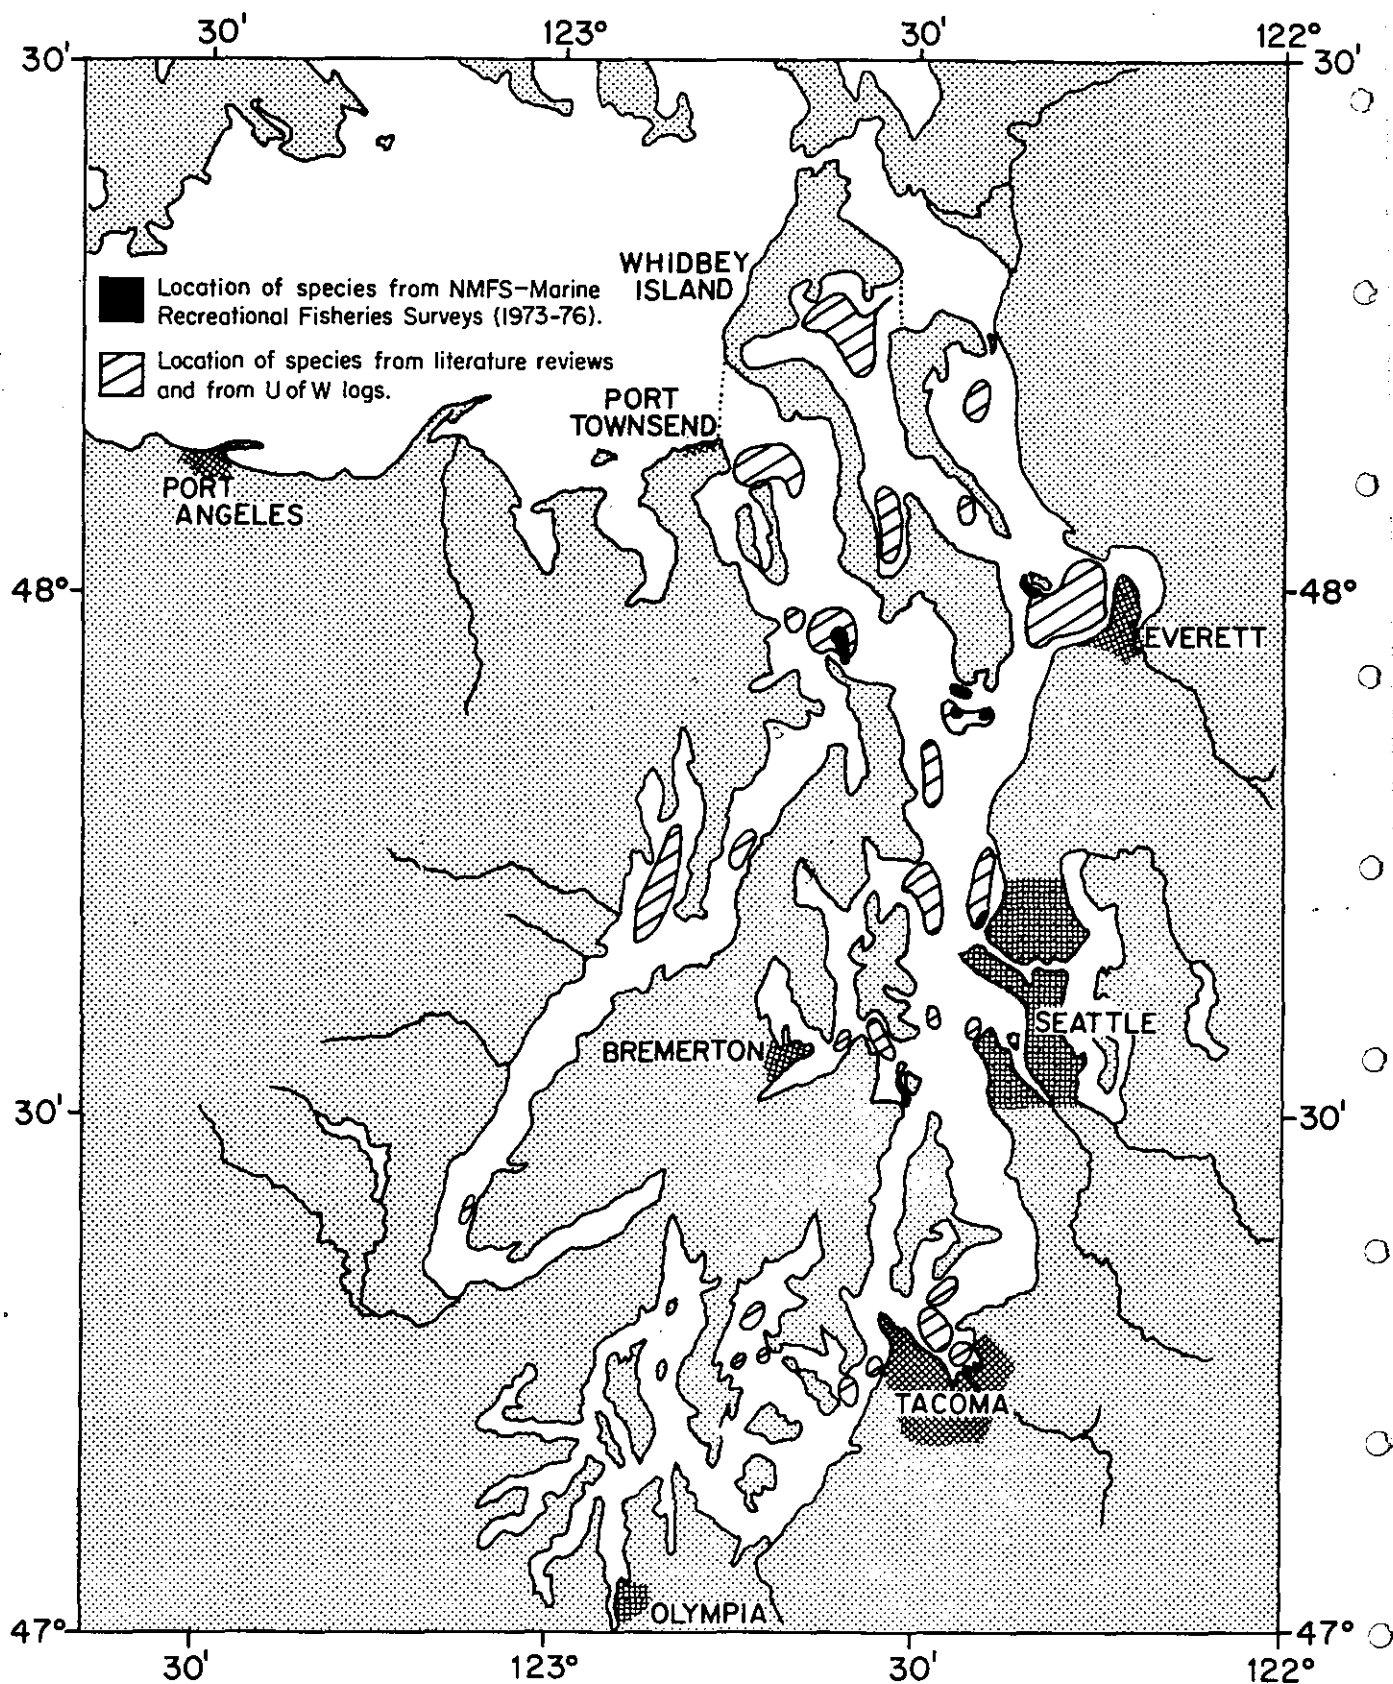 30' 123° 30' 122°
30' 30'
WHIDBEY
ISLAND
Location of species from NMFS-Marine
Recreational Fisheries Surveys (1973-76).
Location of species from literature reviews
and from U of W logs.
PORT
TOWNSEND
PORT
ANGELES
48° 48°
EVERETT
SEATTLE
BREMERTON
30' 30'
TACOMA
OLYMPIA
47° 47°
30' 123° 30' 122°